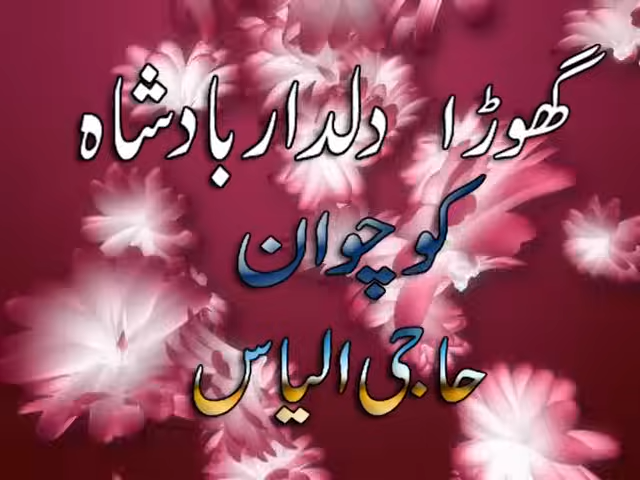 گھوڑا دلدار بادشاہ
کوچوان
حاجی الیاس